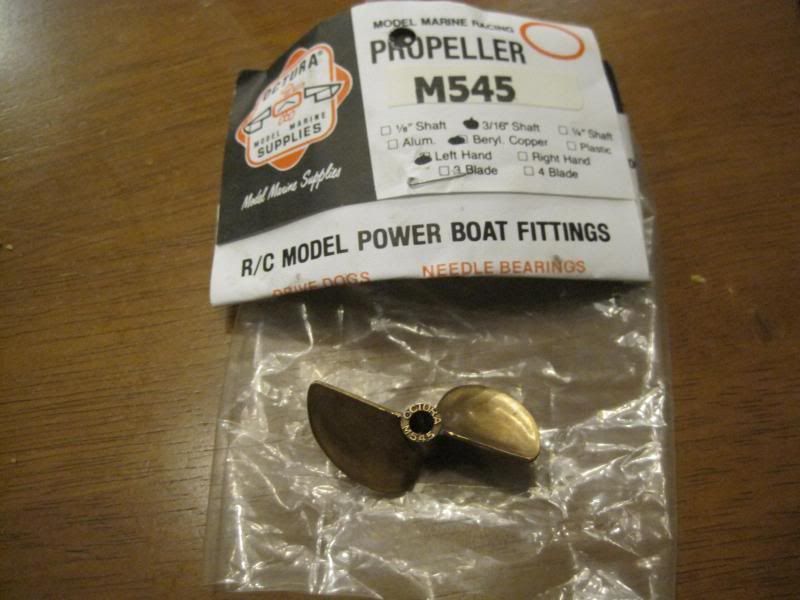 MODEL MARINE RACING
PROPELLER
M545
OCTURA®
MODEL MARINE
SUPPLIES
Model Marine Supplies
⅛" Shaft 3/16" Shaft ¼" Shaft
Alum. Beryl. Copper Plastic
Left Hand Right Hand
3 Blade 4 Blade
R/C MODEL POWER BOAT FITTINGS
DRIVE DOGS NEEDLE BEARINGS
OCTURA
M545